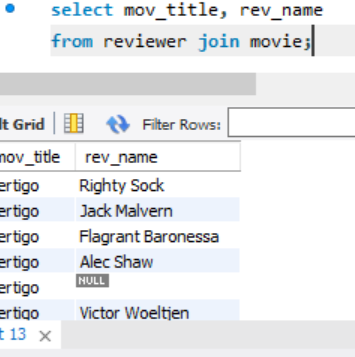 select mov_title, rev_name
from reviewer join movie;
lt Grid Filter Rows:
mov_title rev_name
ertigo Righty Sock
ertigo Jack Malvern
ertigo Flagrant Baronessa
ertigo Alec Shaw
ertigo NULL
ertigo Victor Woeltjen
t 13